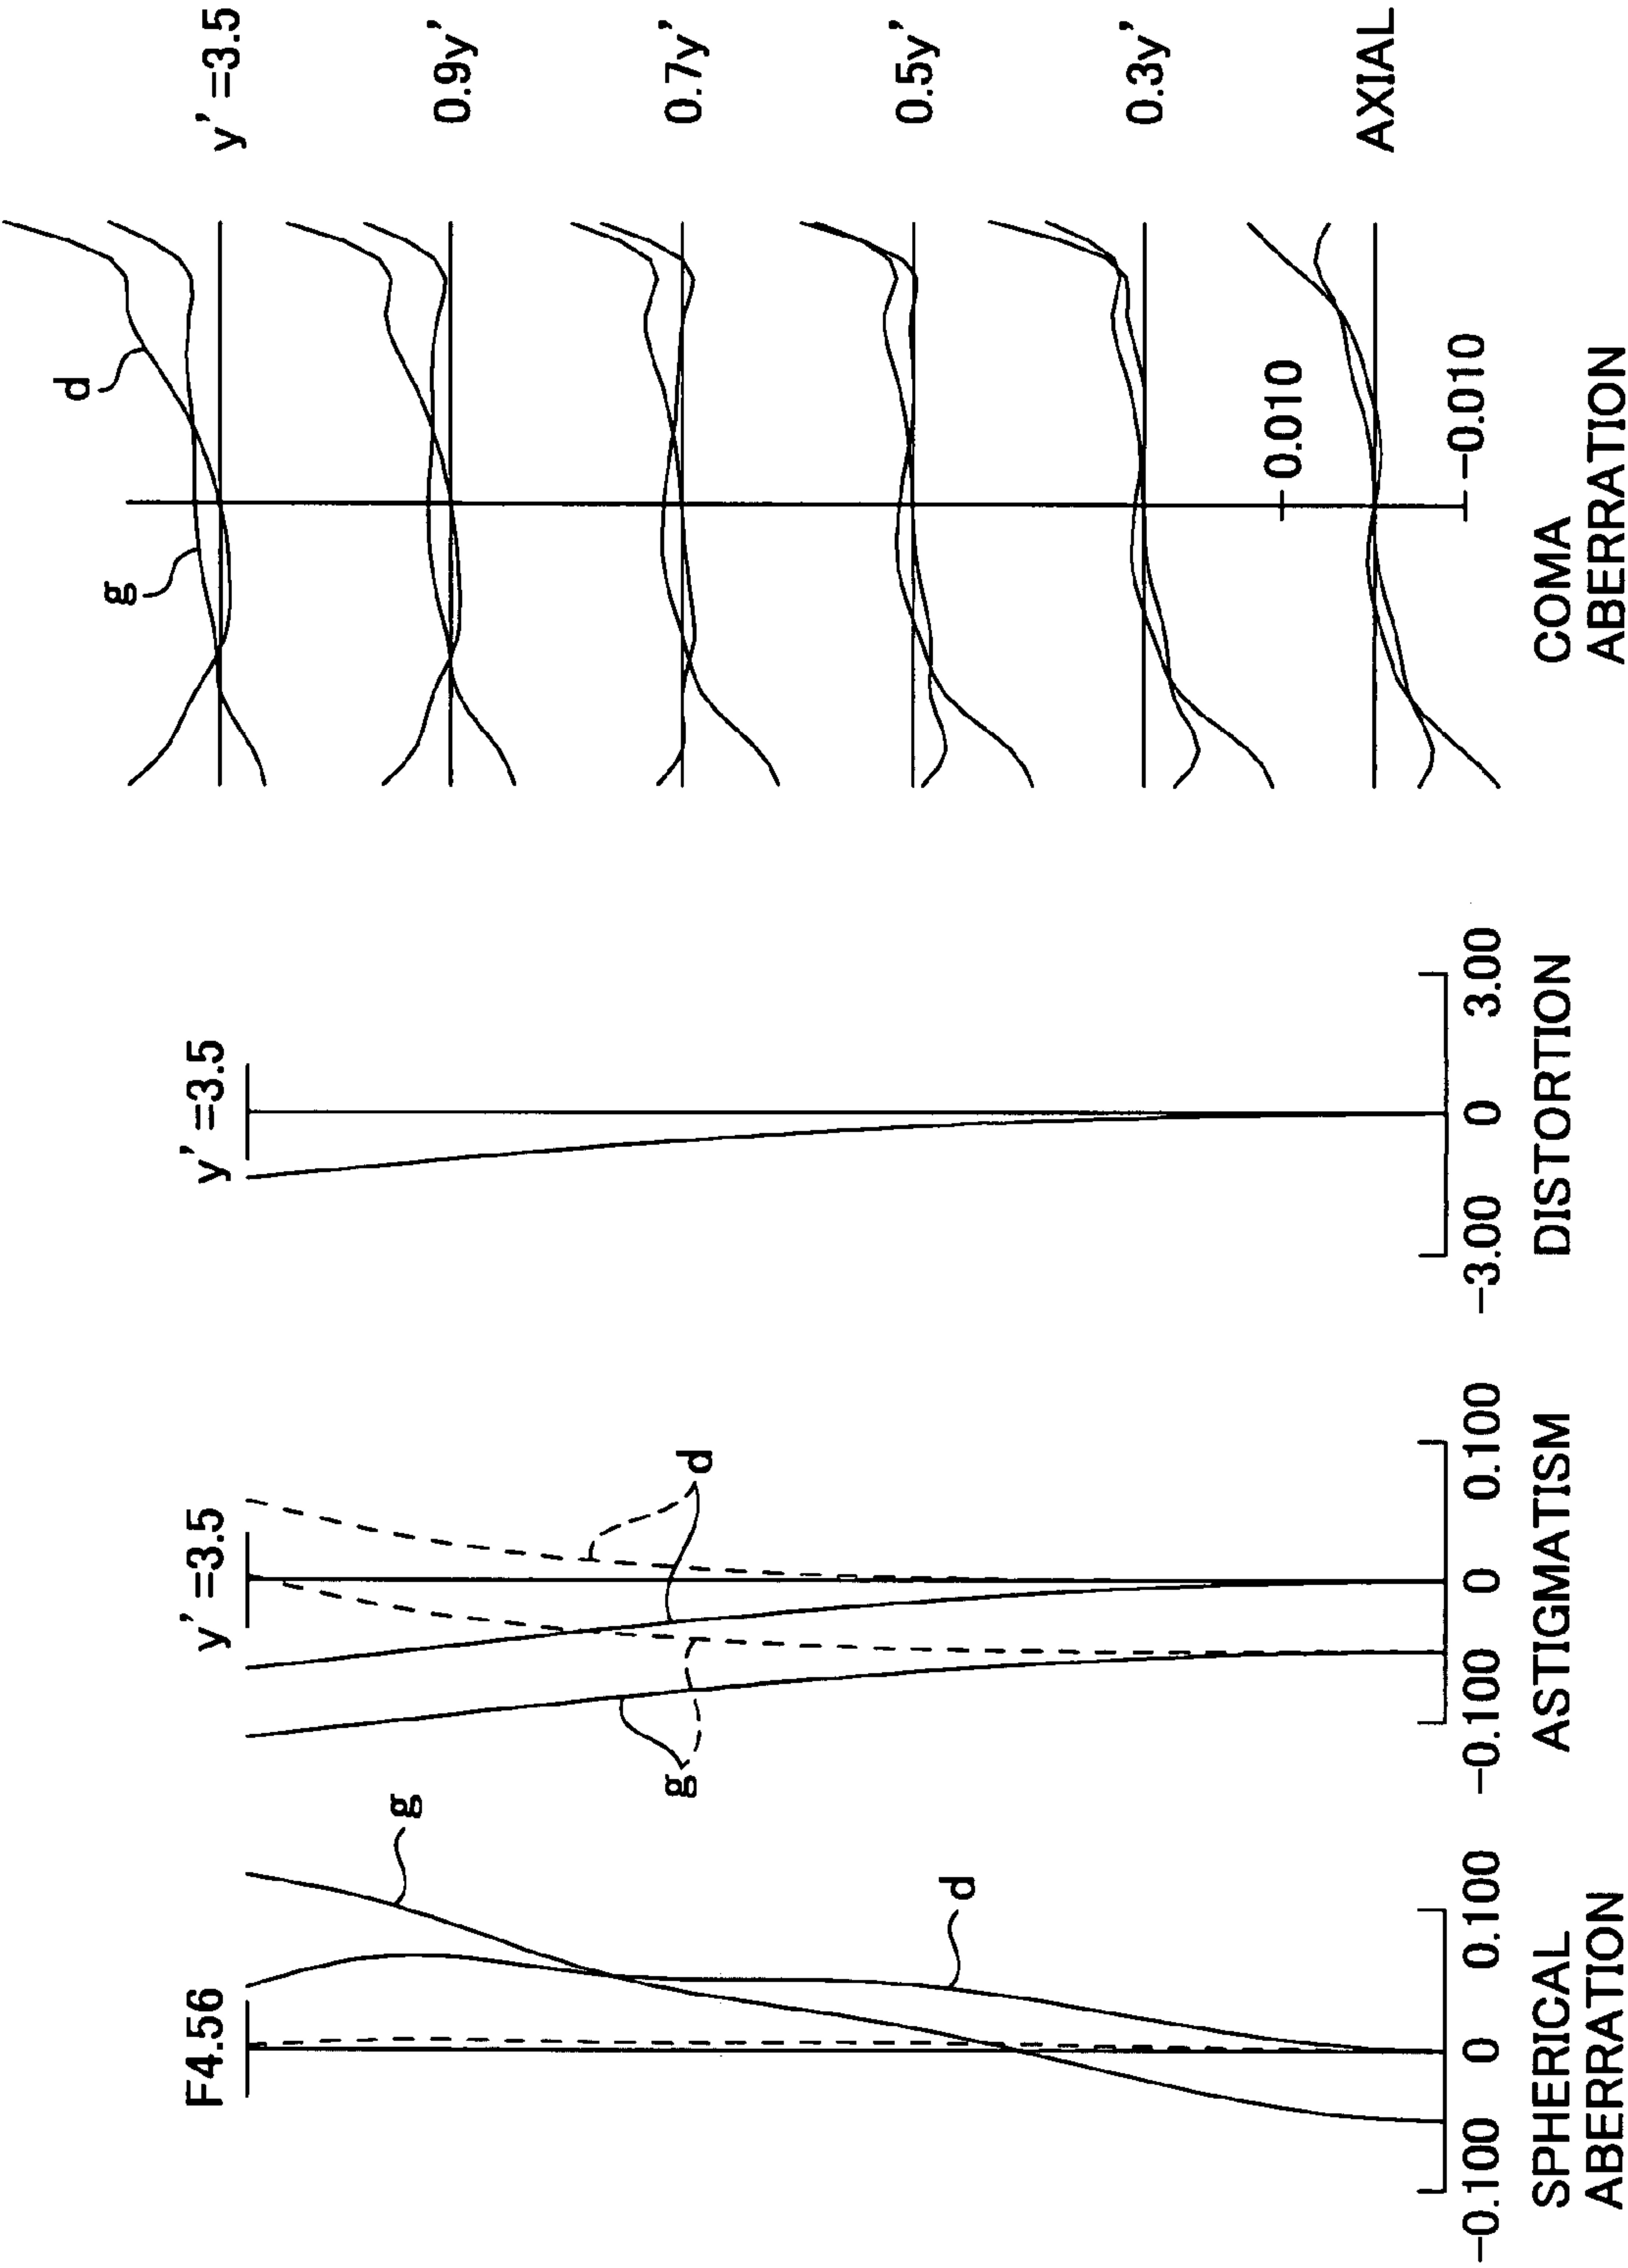 F4.56
g
d
-0.100 0 0.100
SPHERICAL
ABERRATION
y'=3.5
g
d
-0.100 0 0.100
ASTIGMATISM
y'=3.5
-3.00 0 3.00
DISTORTION
g
d
y'=3.5
0.9y'
0.7y'
0.5y'
0.3y'
0.010
AXIAL
-0.010
COMA
ABERRATION